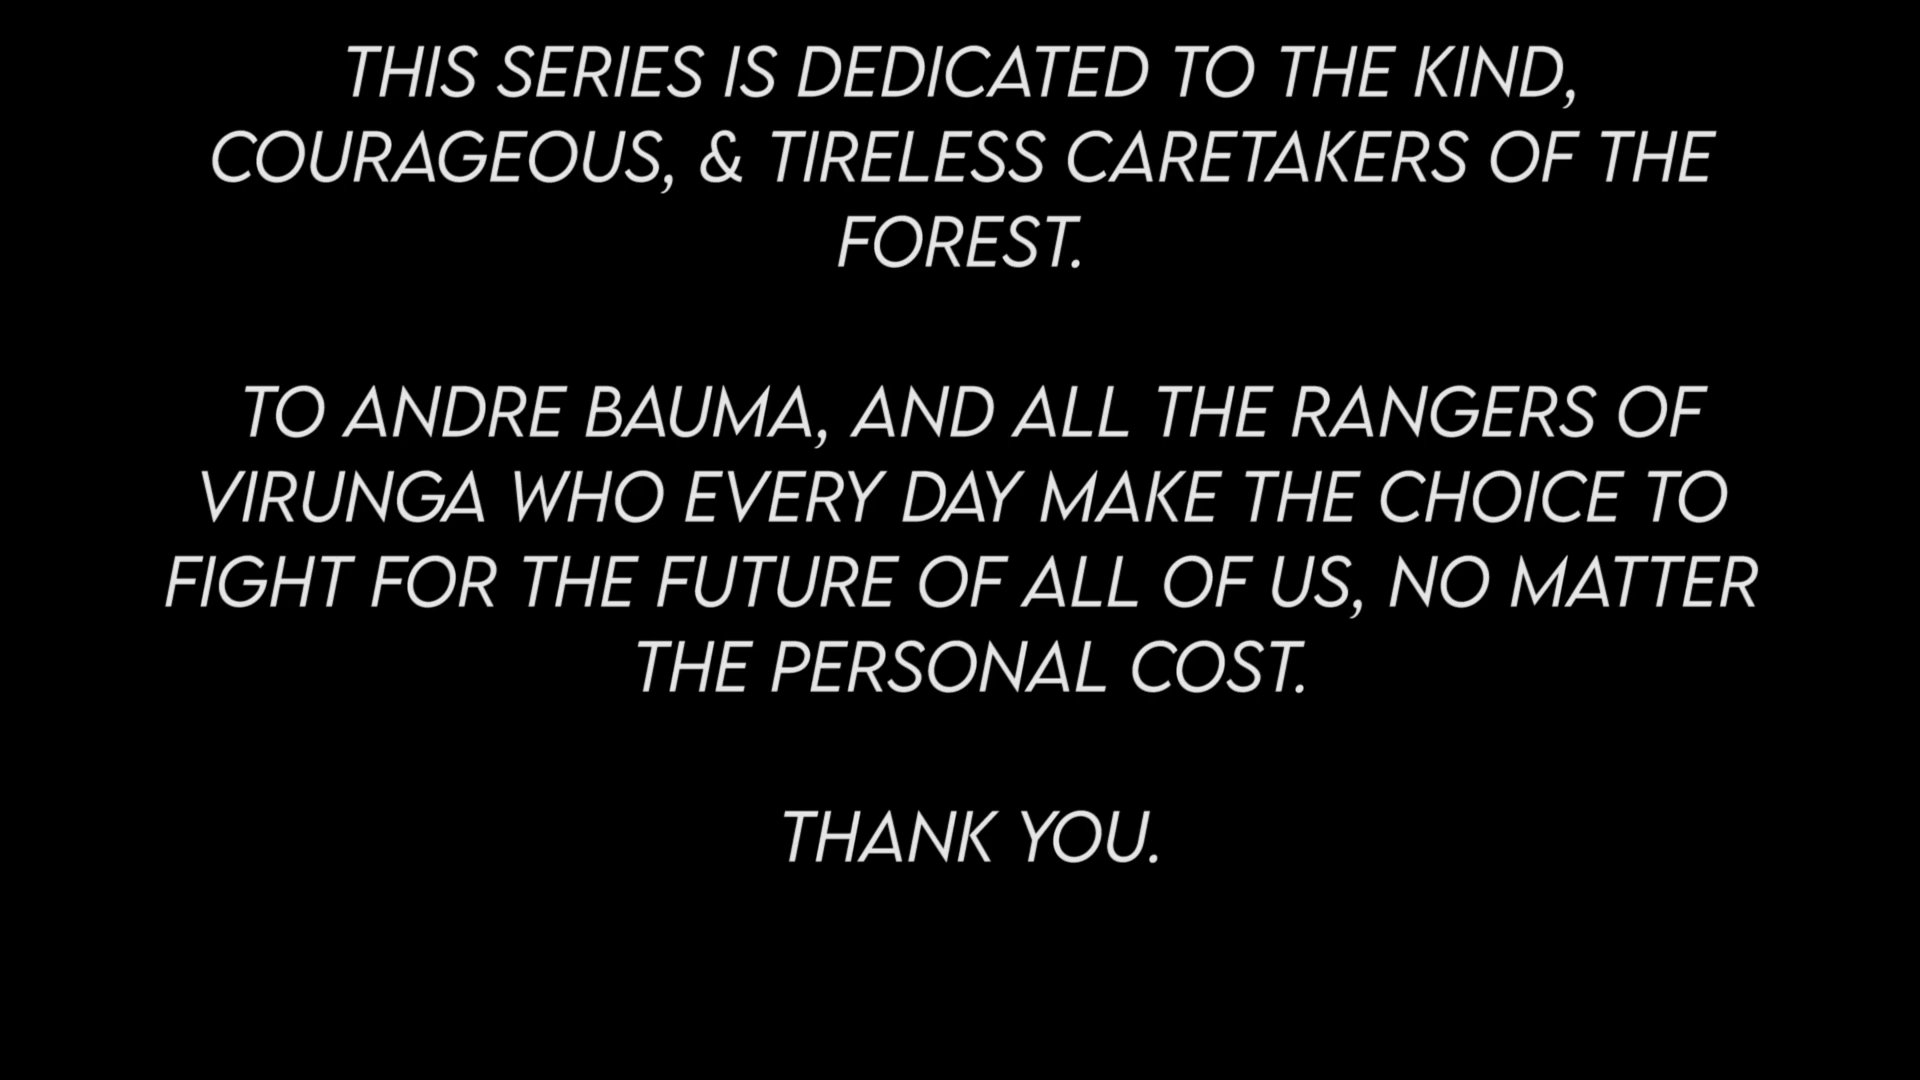 THIS SERIES IS DEDICATED TO THE KIND,
COURAGEOUS, & TIRELESS CARETAKERS OF THE
FOREST.
TO ANDRE BAUMA, AND ALL THE RANGERS OF
VIRUNGA WHO EVERY DAY MAKE THE CHOICE TO
FIGHT FOR THE FUTURE OF ALL OF US, NO MATTER
THE PERSONAL COST.
THANK YOU.